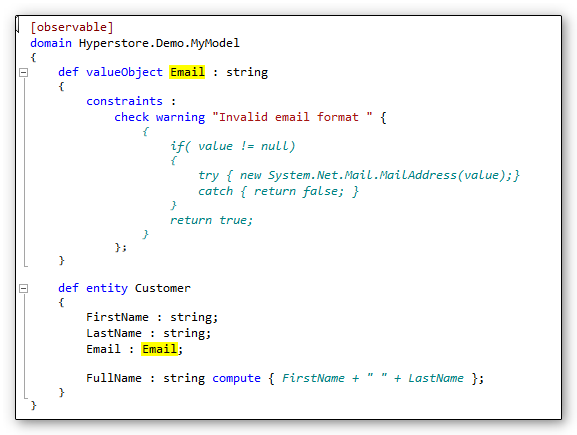 [observable]
domain Hyperstore.Demo.MyModel
{
def valueObject Email : string
{
constraints :
check warning "Invalid email format " {
{
if( value != null)
{
try { new System.Net.Mail.MailAddress(value);}
catch { return false; }
}
return true;
}
};
}
def entity Customer
{
FirstName : string;
LastName : string;
Email : Email;
FullName : string compute { FirstName + " " + LastName };
}
}